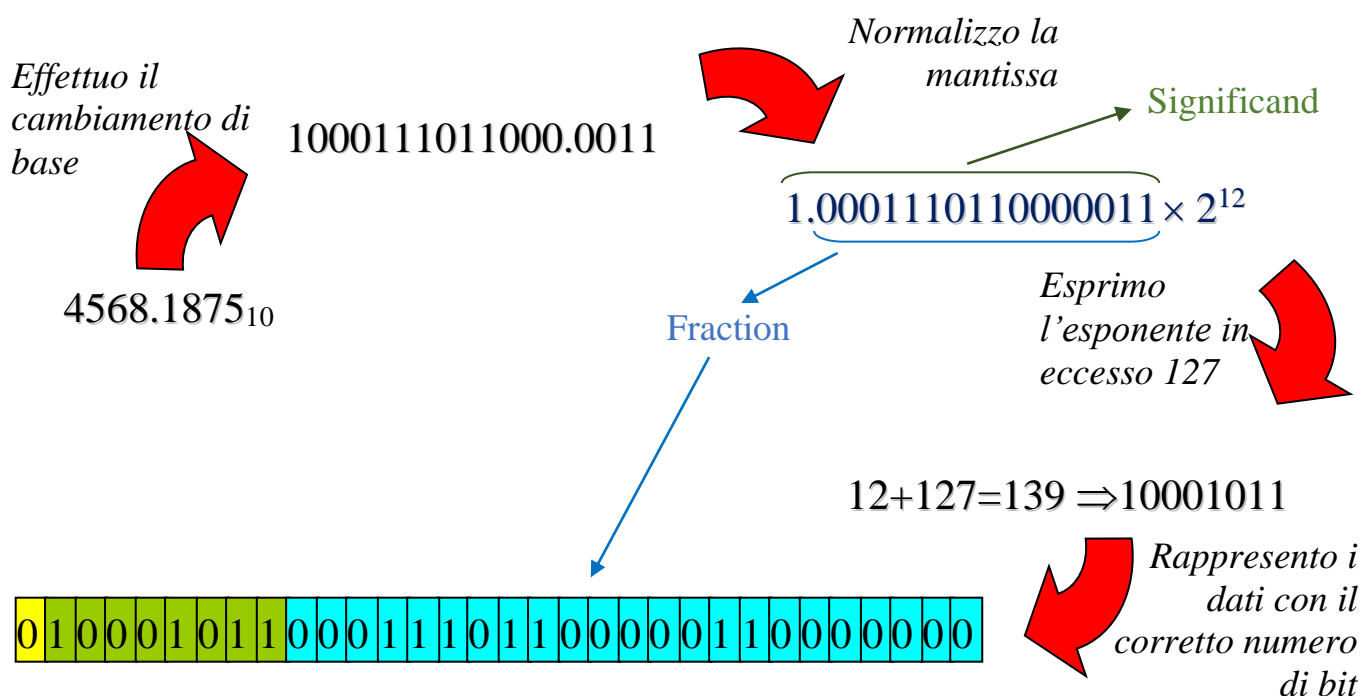 Effettuo il
cambiamento di
base
1000111011000.0011
Normalizzo la
mantissa
Significand
1.0001110110000011 × 2¹²
4568.1875₁₀
Fraction
Esprimo
l’esponente in
eccesso 127
12+127=139 ⇒10001011
Rappresento i
dati con il
corretto numero
di bit
0 1 0 0 0 1 0 1 1 0 0 0 1 1 1 0 1 1 0 0 0 0 0 1 1 0 0 0 0 0 0 0